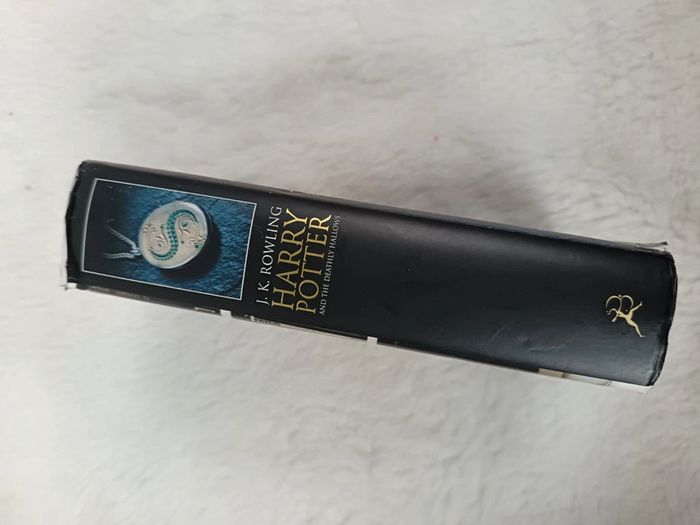 J. K. ROWLING
HARRY
POTTER
AND THE DEATHLY HALLOWS